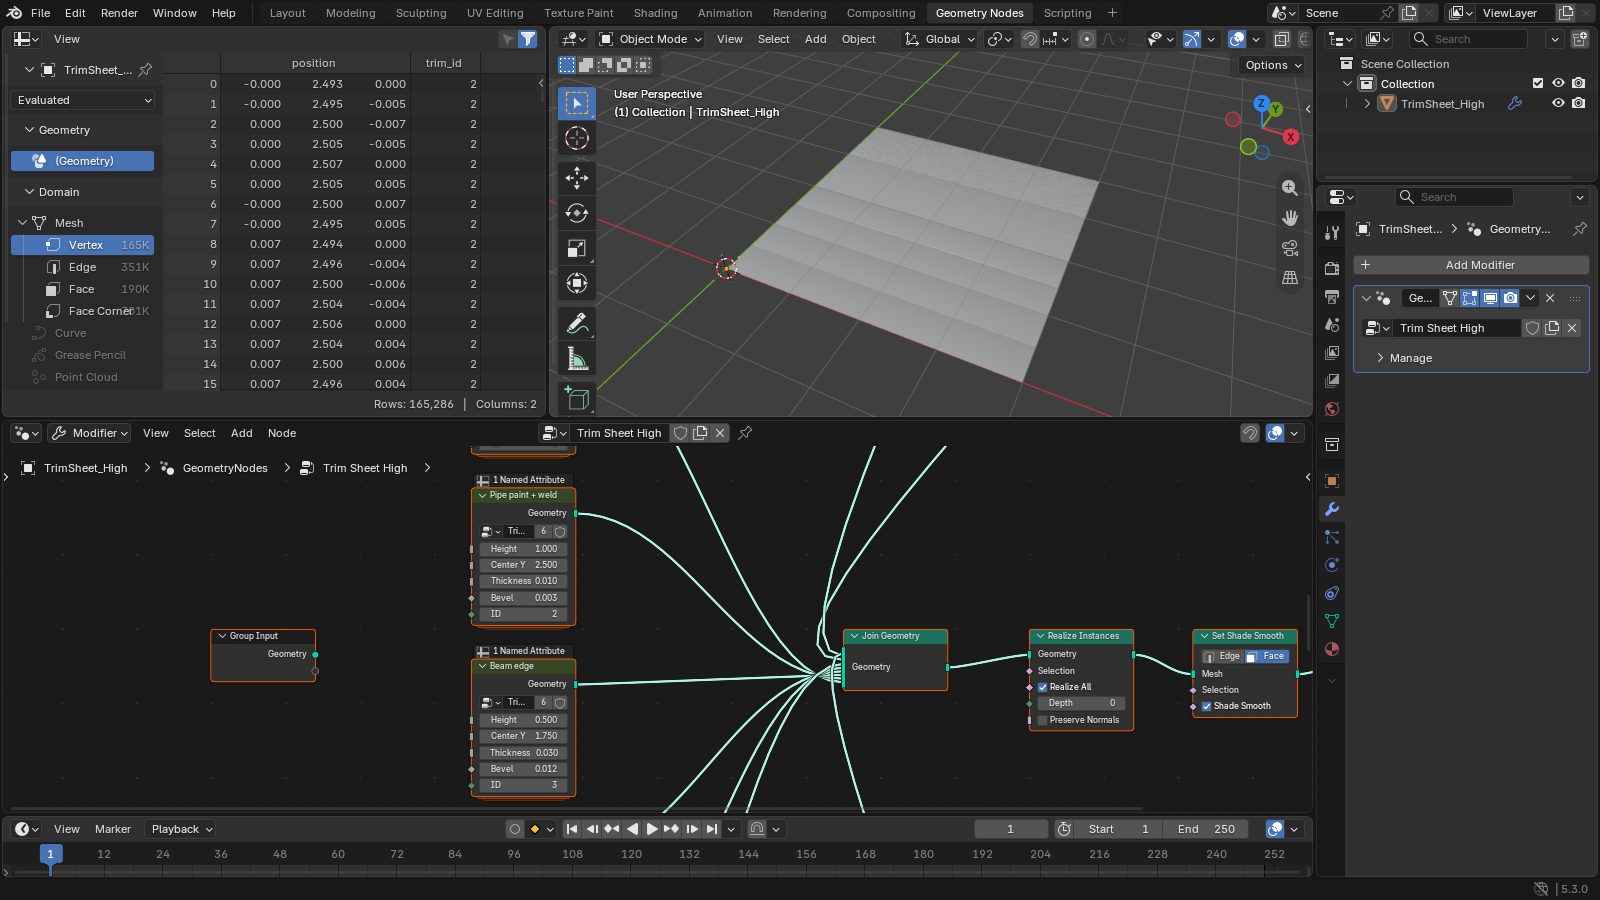 File Edit Render Window Help Layout Modeling Sculpting UV Editing Texture Paint Shading Animation Rendering Compositing Geometry Nodes Scripting Scene ViewLayer
View
TrimSheet_...
Evaluated
Geometry
(Geometry)
Domain
Mesh
Vertex 165K
Edge 351K
Face 190K
Face Corner
Curve
Grease Pencil
Point Cloud
position trim_id
0 -0.000 2.493 0.000 2
1 -0.000 2.495 -0.005 2
2 0.000 2.500 -0.007 2
3 0.000 2.505 -0.005 2
4 0.000 2.507 0.000 2
5 0.000 2.505 0.005 2
6 -0.000 2.500 0.007 2
7 -0.000 2.495 0.005 2
8 0.007 2.494 0.000 2
9 0.007 2.496 -0.004 2
10 0.007 2.500 -0.006 2
11 0.007 2.504 -0.004 2
12 0.007 2.506 0.000 2
13 0.007 2.504 0.004 2
14 0.007 2.500 0.006 2
15 0.007 2.496 0.004 2
Rows: 165,286 | Columns: 2
Object Mode View Select Add Object Global
Options
User Perspective
(1) Collection | TrimSheet_High
Z
Y
X
Search
Scene Collection
Collection
TrimSheet_High
Search
TrimSheet... Geometry...
Add Modifier
Ge...
Trim Sheet High
Manage
Modifier View Select Add Node Trim Sheet High
TrimSheet_High GeometryNodes Trim Sheet High
1 Named Attribute
Pipe paint + weld
Geometry
Tri... 6
Height 1.000
Center Y 2.500
Thickness 0.010
Bevel 0.003
ID 2
1 Named Attribute
Beam edge
Geometry
Tri... 6
Height 0.500
Center Y 1.750
Thickness 0.030
Bevel 0.012
ID 3
Group Input
Geometry
Join Geometry
Geometry
Realize Instances
Geometry
Selection
Realize All
Depth 0
Preserve Normals
Set Shade Smooth
Edge Face
Mesh
Selection
Shade Smooth
View Marker Playback 1 Start 1 End 250
1 12 24 36 48 60 72 84 96 108 120 132 144 156 168 180 192 204 216 228 240 252
5.3.0